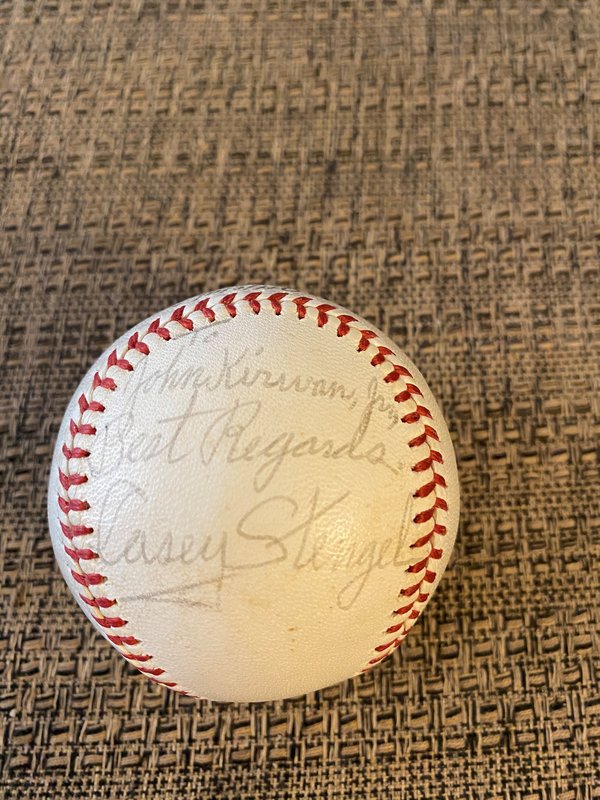 John Kirwan, Jr,
Best Regards.
Casey Stengel